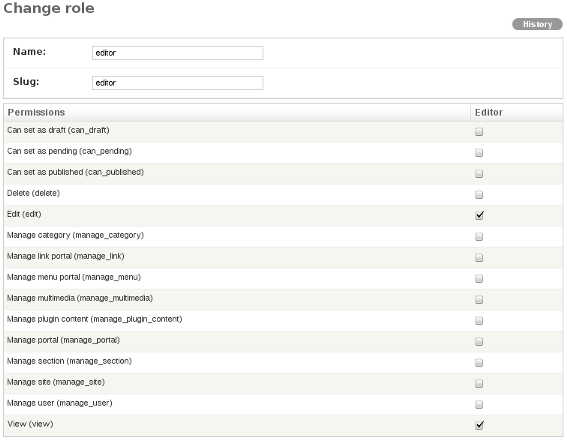 Change role
History
Name: editor
Slug: editor
Permissions Editor
Can set as draft (can_draft)
Can set as pending (can_pending)
Can set as published (can_published)
Delete (delete)
Edit (edit)
Manage category (manage_category)
Manage link portal (manage_link)
Manage menu portal (manage_menu)
Manage multimedia (manage_multimedia)
Manage plugin content (manage_plugin_content)
Manage portal (manage_portal)
Manage section (manage_section)
Manage site (manage_site)
Manage user (manage_user)
View (view)